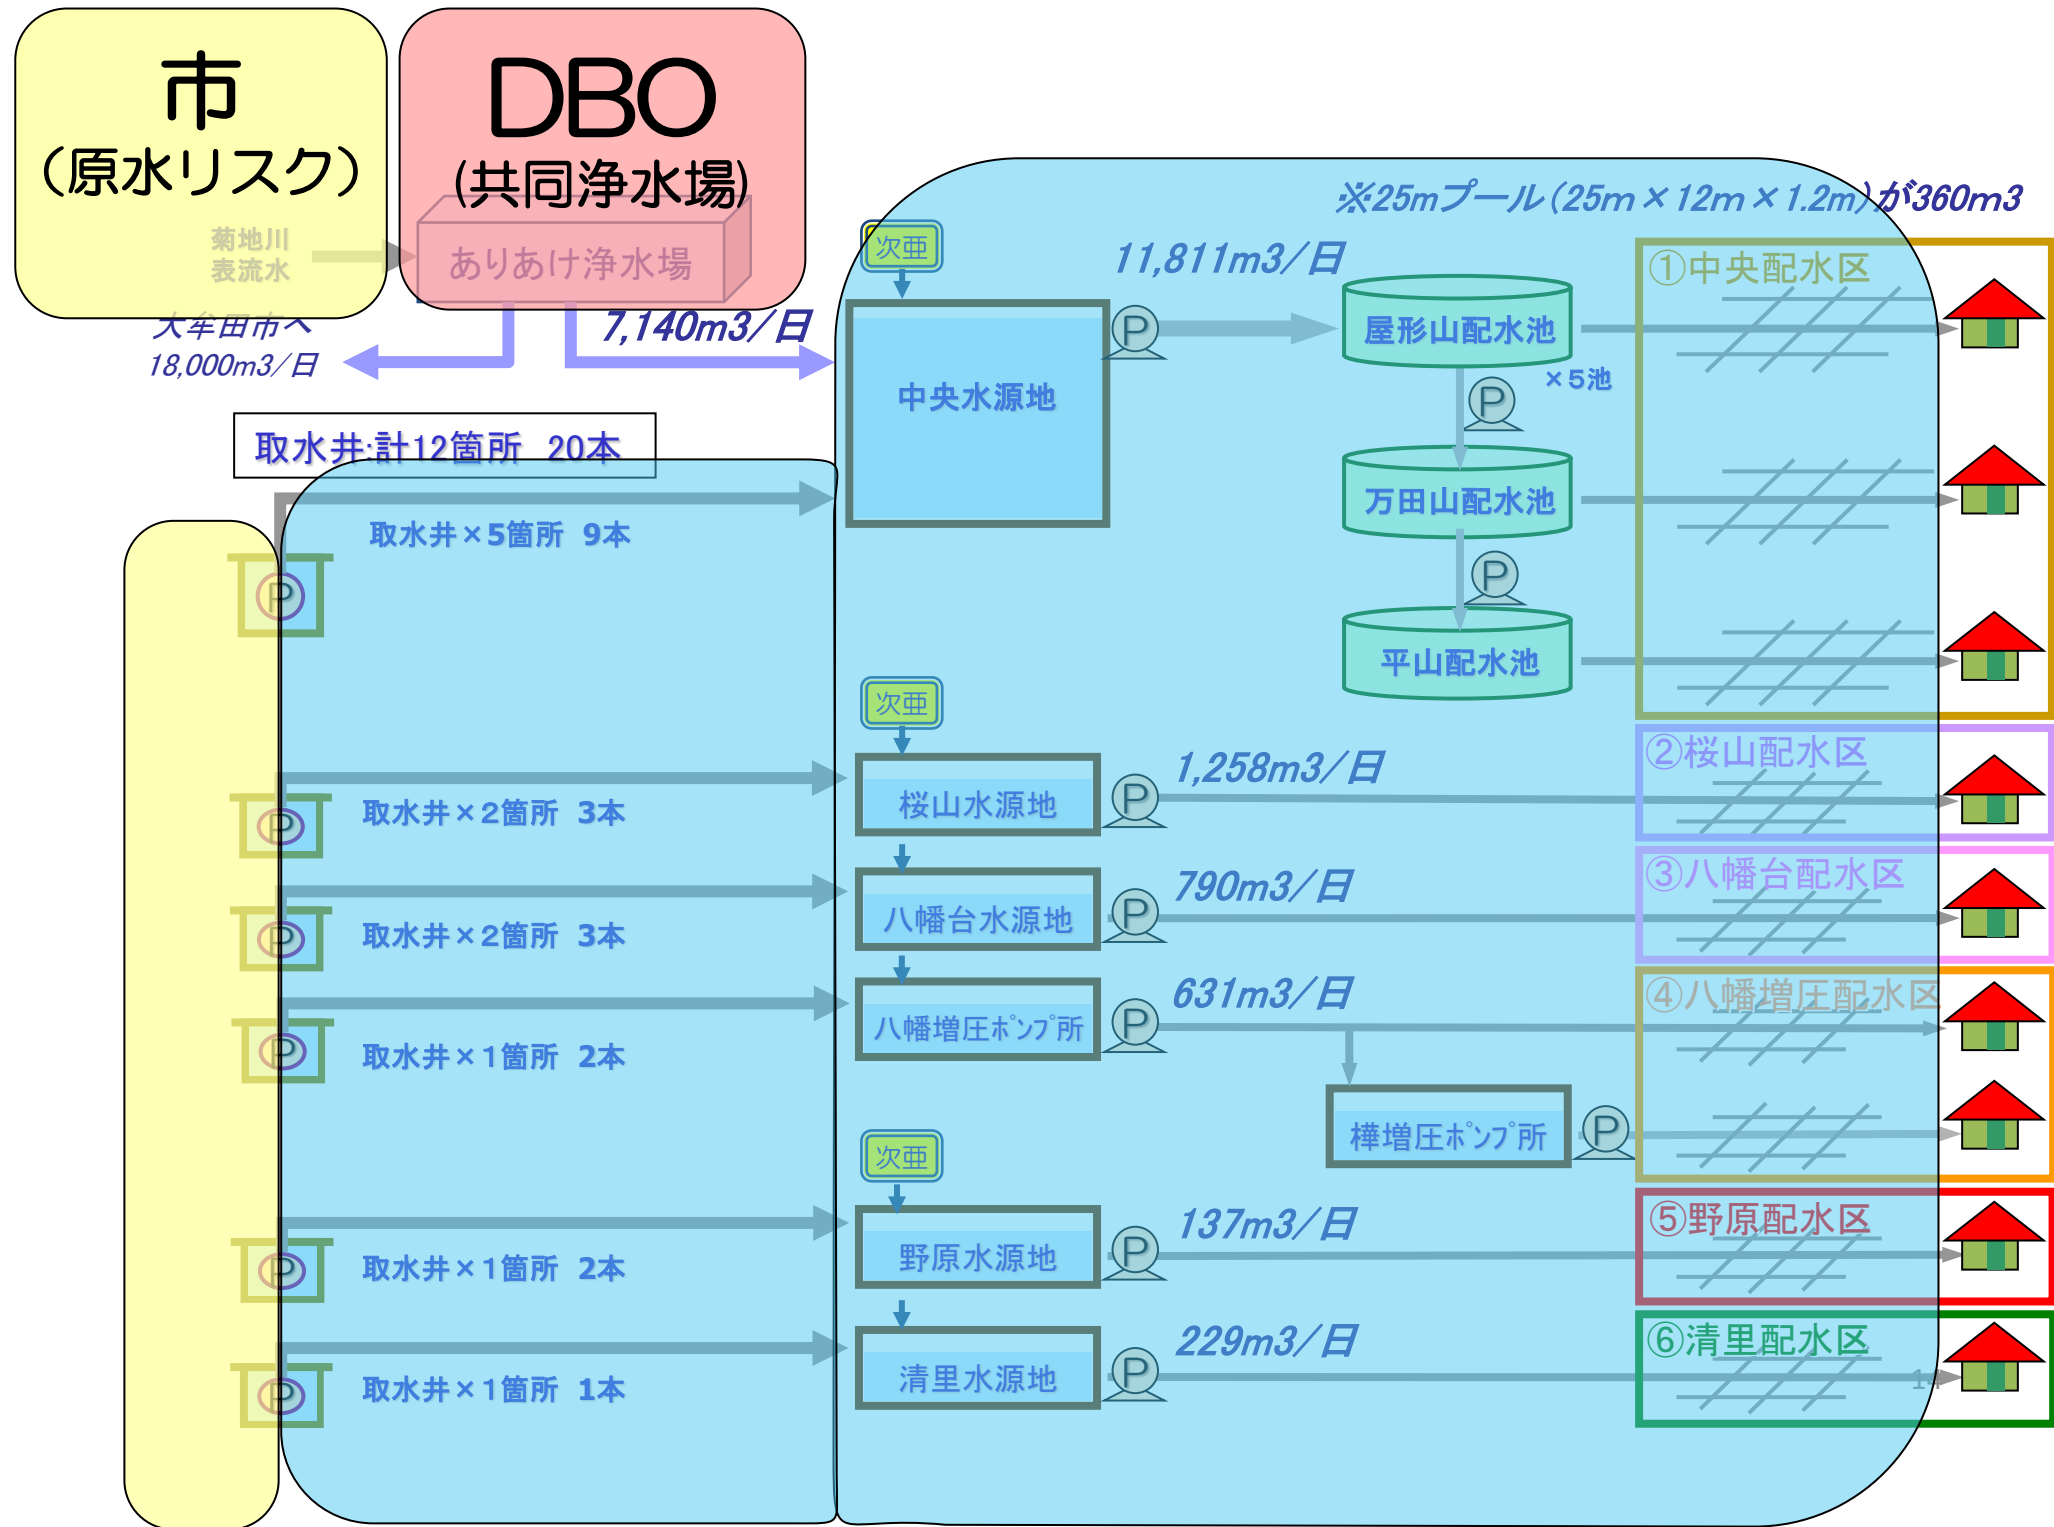 市
（原水リスク）
DBO
(共同浄水場)
※25mプール（25ｍ×12ｍ×1.2ｍ）が360ｍ3
菊地川
表流水
ありあけ浄水場
大牟田市へ
18,000m3／日
7,140m3／日
取水井:計12箇所　20本
次亜
11,811m3／日
中央水源地
P
屋形山配水池
×５池
P
万田山配水池
P
平山配水池
①中央配水区
取水井×5箇所　9本
P
次亜
取水井×２箇所　3本
P
桜山水源地
P
1,258m3／日
②桜山配水区
取水井×２箇所　3本
P
八幡台水源地
P
790m3／日
③八幡台配水区
取水井×１箇所　2本
P
八幡増圧ﾎﾟﾝﾌﾟ所
P
631m3／日
④八幡増圧配水区
樺増圧ﾎﾟﾝﾌﾟ所
P
次亜
取水井×１箇所　2本
P
野原水源地
P
137m3／日
⑤野原配水区
取水井×１箇所　1本
P
清里水源地
P
229m3／日
⑥清里配水区
14